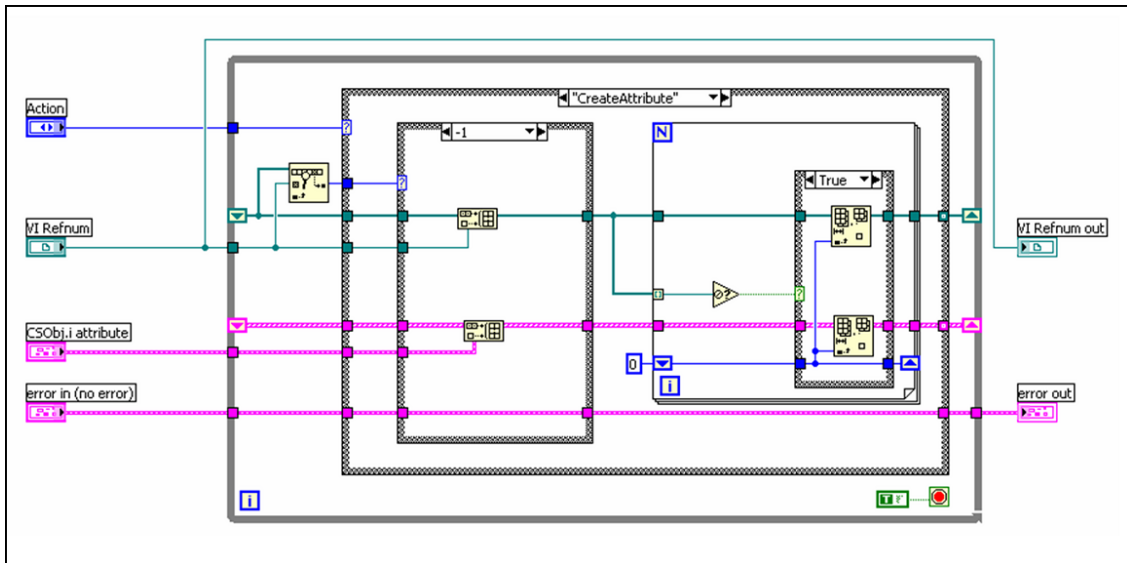 "CreateAttribute"
Action
-1
N
True
VI Refnum
VI Refnum out
CSObj.i attribute
0
i
error in (no error)
error out
i
T F